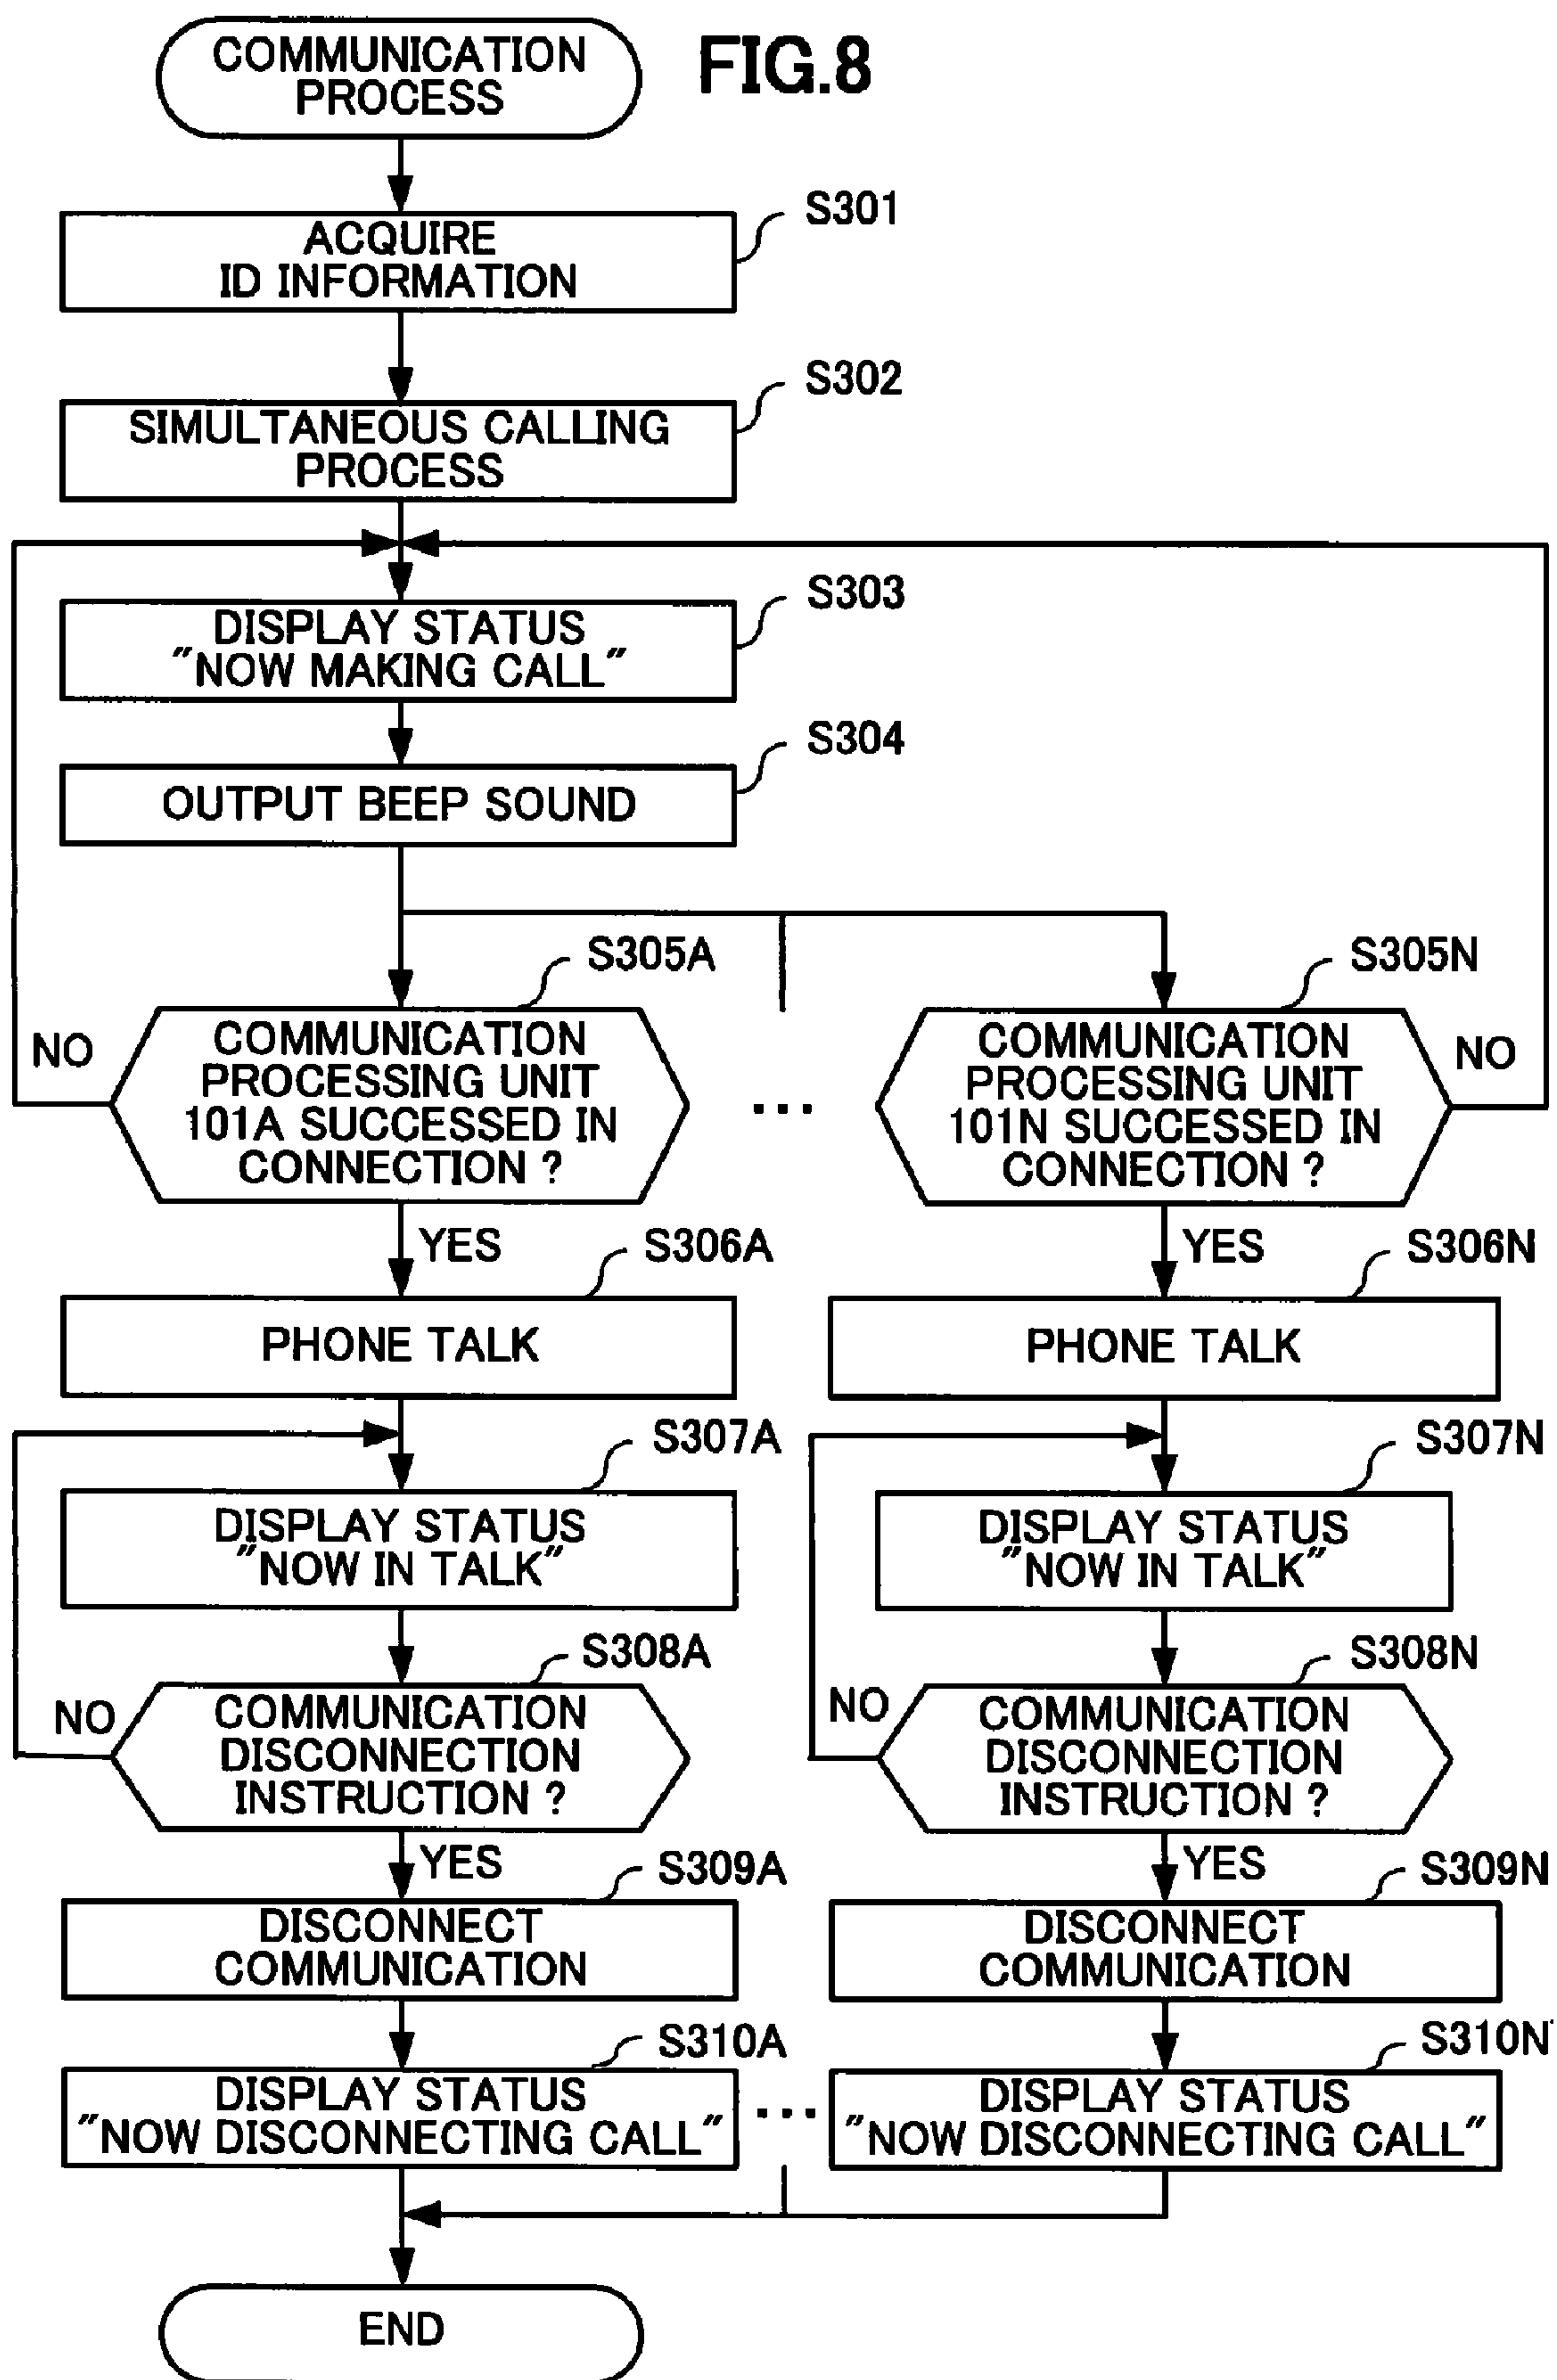 COMMUNICATION
PROCESS
FIG.8
S301
ACQUIRE
ID INFORMATION
S302
SIMULTANEOUS CALLING
PROCESS
S303
DISPLAY STATUS
"NOW MAKING CALL"
S304
OUTPUT BEEP SOUND
S305A
NO
COMMUNICATION
PROCESSING UNIT
101A SUCCESSED IN
CONNECTION ?
...
S305N
COMMUNICATION
PROCESSING UNIT
101N SUCCESSED IN
CONNECTION ?
NO
YES
S306A
PHONE TALK
YES
S306N
PHONE TALK
S307A
DISPLAY STATUS
"NOW IN TALK"
S307N
DISPLAY STATUS
"NOW IN TALK"
S308A
NO
COMMUNICATION
DISCONNECTION
INSTRUCTION ?
S308N
NO
COMMUNICATION
DISCONNECTION
INSTRUCTION ?
YES
S309A
DISCONNECT
COMMUNICATION
YES
S309N
DISCONNECT
COMMUNICATION
S310A
DISPLAY STATUS
"NOW DISCONNECTING CALL"
...
S310N
DISPLAY STATUS
"NOW DISCONNECTING CALL"
END